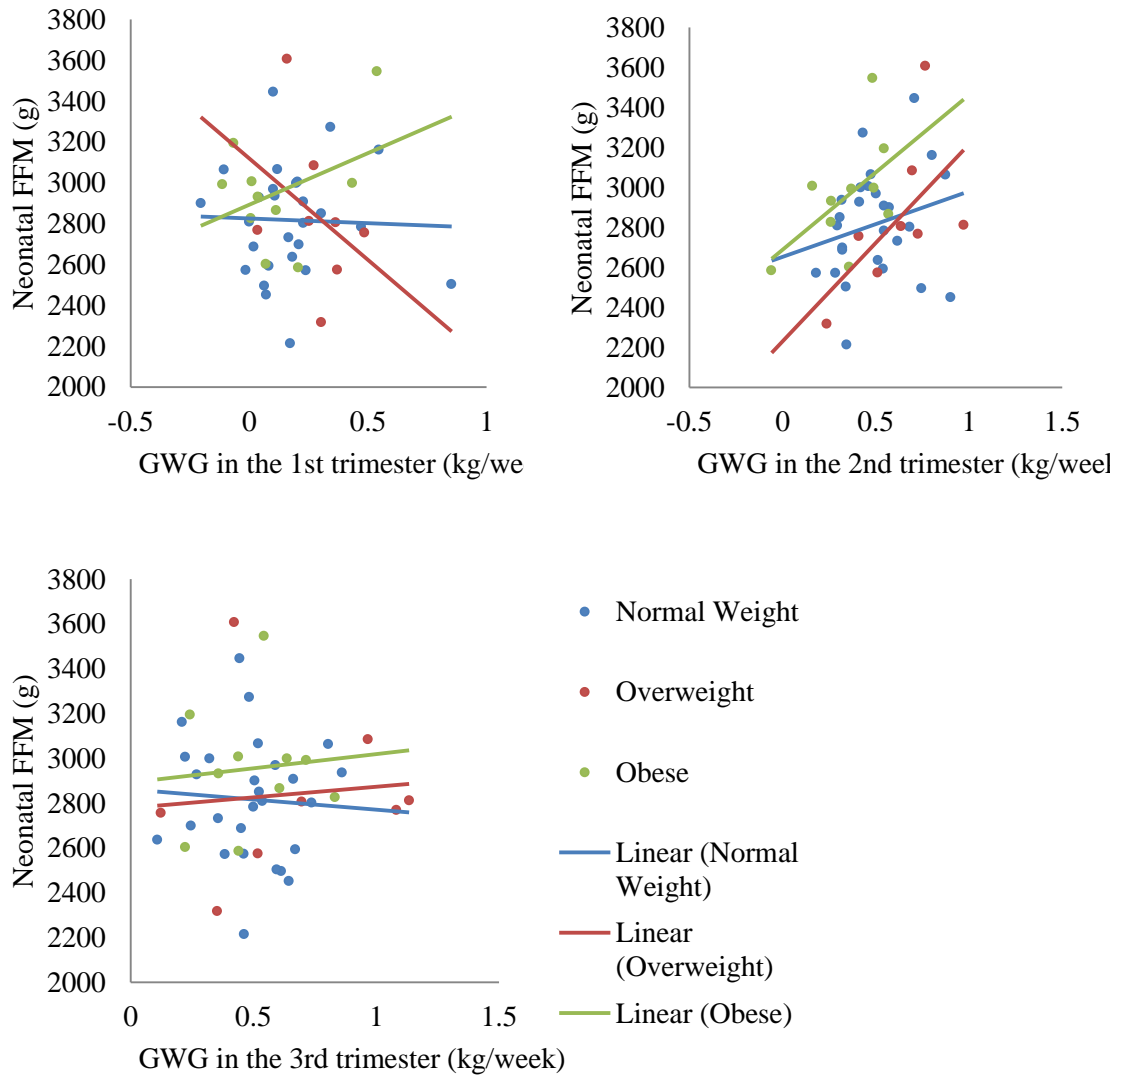 3800
3600
3400
3200
3000
2800
2600
2400
2200
2000
Neonatal FFM (g)
-0.5 0 0.5 1
GWG in the 1st trimester (kg/we
3800
3600
3400
3200
3000
2800
2600
2400
2200
2000
Neonatal FFM (g)
-0.5 0 0.5 1 1.5
GWG in the 2nd trimester (kg/week
3800
3600
3400
3200
3000
2800
2600
2400
2200
2000
Neonatal FFM (g)
0 0.5 1 1.5
GWG in the 3rd trimester (kg/week)
Normal Weight
Overweight
Obese
Linear (Normal
Weight)
Linear
(Overweight)
Linear (Obese)